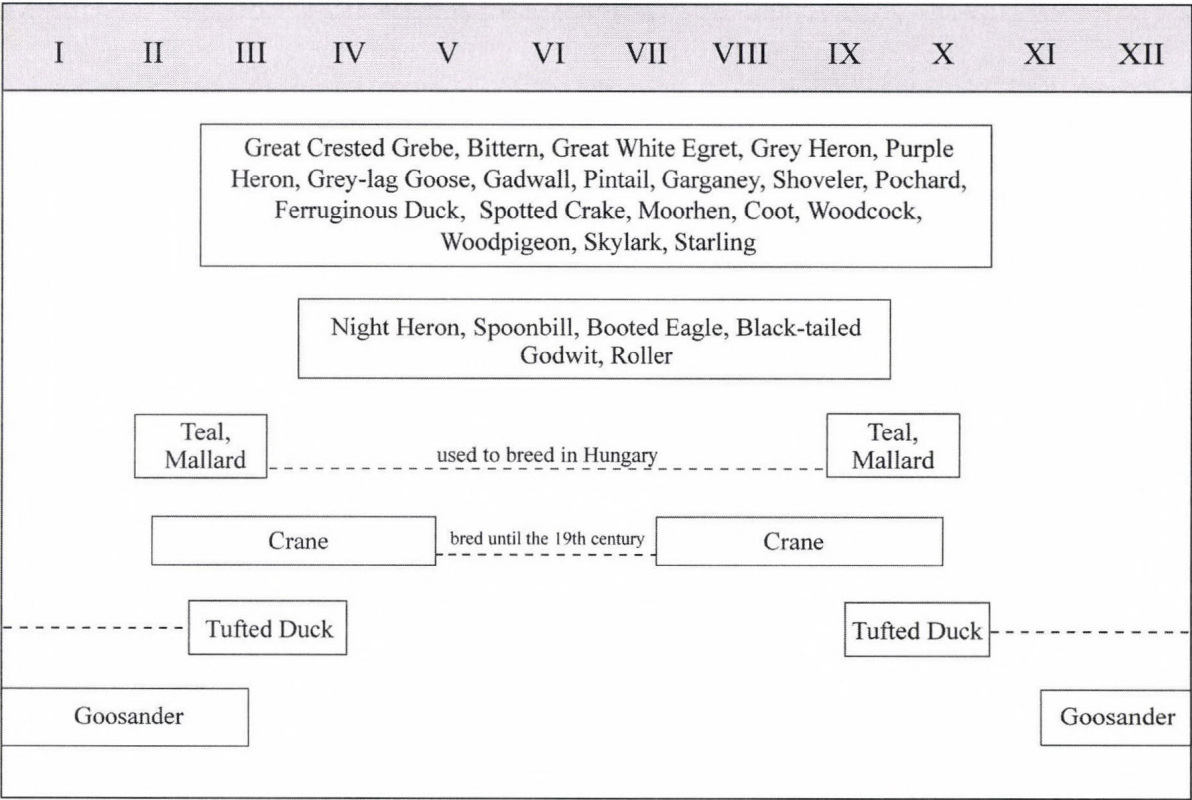 I II III IV V VI VII VIII IX X XI XII
Great Crested Grebe, Bittern, Great White Egret, Grey Heron, Purple
Heron, Grey-lag Goose, Gadwall, Pintail, Garganey, Shoveler, Pochard,
Ferruginous Duck, Spotted Crake, Moorhen, Coot, Woodcock,
Woodpigeon, Skylark, Starling
Night Heron, Spoonbill, Booted Eagle, Black-tailed
Godwit, Roller
Teal,
Mallard
used to breed in Hungary
Teal,
Mallard
Crane
bred until the 19th century
Crane
Tufted Duck
Tufted Duck
Goosander
Goosander